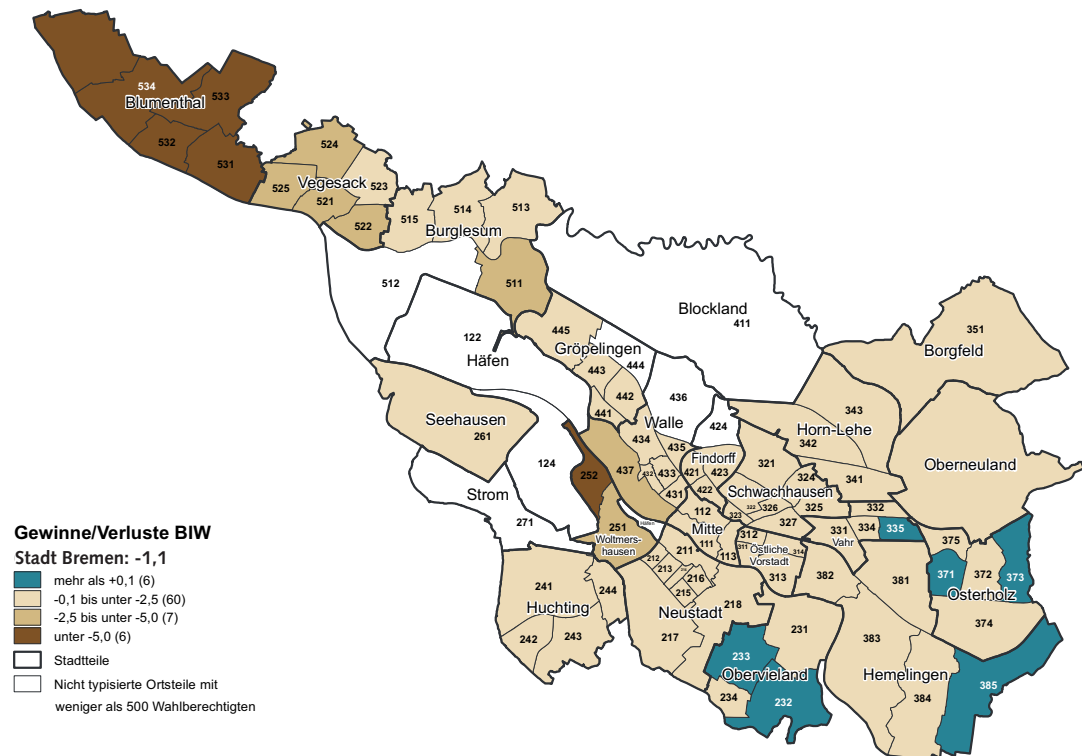 534
Blumenthal
533
532
531
524
Vegesack
523
525
521
522
515
514
513
Burglesum
511
512
Blockland
411
122
Häfen
445
Gröpelingen
444
443
442
441
436
351
Borgfeld
343
Horn-Lehe
342
Seehausen
261
Walle
434
435
424
Findorff
421
423
422
437
432
433
431
321
324
341
Oberneuland
Schwachhausen
322
326
325
323
327
332
124
252
Strom
271
251
Woltmers-
hausen
Häfen
112
Mitte
111
113
312
311
Östliche
Vorstadt
314
313
331
334
335
Vahr
375
371
372
373
Osterholz
374
382
381
211
212
213
216
215
Neustadt
218
217
241
244
Huchting
242
243
231
233
Obervieland
234
232
383
Hemelingen
384
385
Gewinne/Verluste BIW
Stadt Bremen: -1,1
mehr als +0,1 (6)
-0,1 bis unter -2,5 (60)
-2,5 bis unter -5,0 (7)
unter -5,0 (6)
Stadtteile
Nicht typisierte Ortsteile mit
weniger als 500 Wahlberechtigten